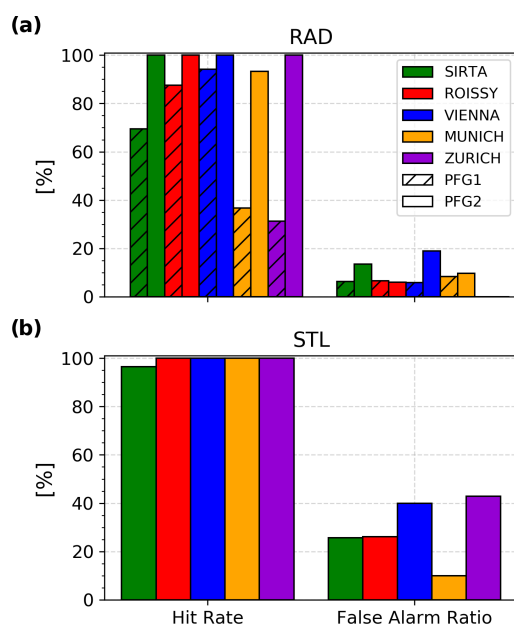 (a)
RAD
[%]
100
80
60
40
20
0
SIRTA
ROISSY
VIENNA
MUNICH
ZURICH
PFG1
PFG2
(b)
STL
[%]
100
80
60
40
20
0
Hit Rate
False Alarm Ratio